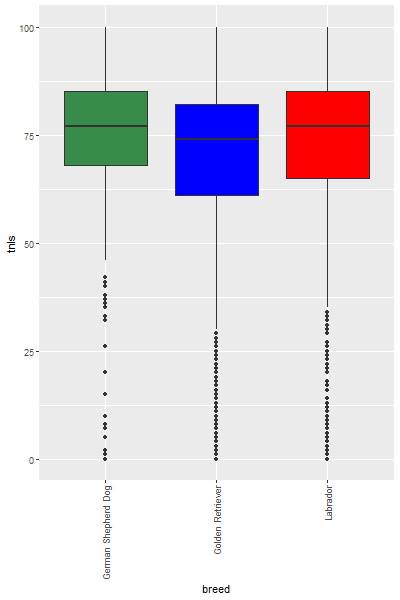 100
75
50
25
0
tnls
German Shepherd Dog
Golden Retriever
Labrador
breed